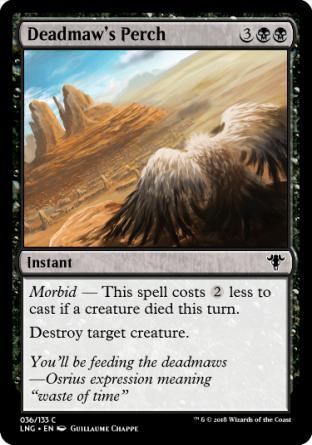 Deadmaw's Perch 3
Instant
Morbid — This spell costs 2 less to
cast if a creature died this turn.
Destroy target creature.
You'll be feeding the deadmaws
—Osrius expression meaning
"waste of time"
036/133 C
LNG • EN GUILLAUME CHAPPE
™ & © 2018 Wizards of the Coast